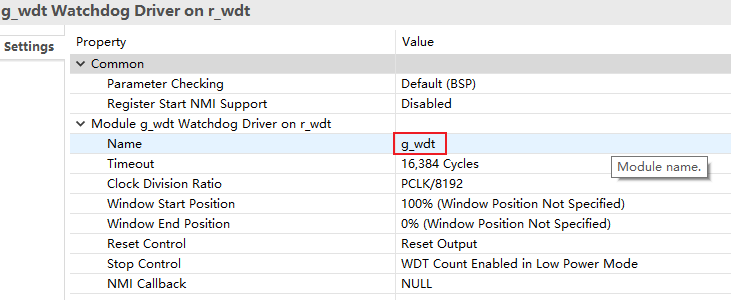 g_wdt Watchdog Driver on r_wdt
Settings
Property Value
Common
Parameter Checking Default (BSP)
Register Start NMI Support Disabled
Module g_wdt Watchdog Driver on r_wdt
Name g_wdt
Timeout 16,384 Cycles
Module name.
Clock Division Ratio PCLK/8192
Window Start Position 100% (Window Position Not Specified)
Window End Position 0% (Window Position Not Specified)
Reset Control Reset Output
Stop Control WDT Count Enabled in Low Power Mode
NMI Callback NULL